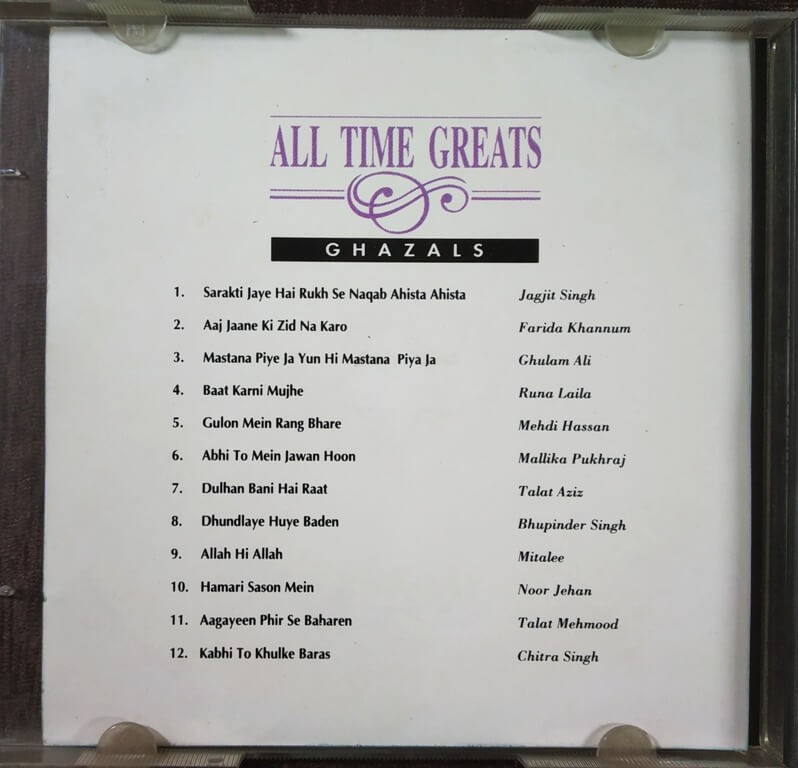 ALL TIME GREATS
GHAZALS
1. Sarakti Jaye Hai Rukh Se Naqab Ahista Ahista Jagjit Singh
2. Aaj Jaane Ki Zid Na Karo Farida Khannum
3. Mastana Piye Ja Yun Hi Mastana Piya Ja Ghulam Ali
4. Baat Karni Mujhe Runa Laila
5. Gulon Mein Rang Bhare Mehdi Hassan
6. Abhi To Mein Jawan Hoon Mallika Pukhraj
7. Dulhan Bani Hai Raat Talat Aziz
8. Dhundlaye Huye Baden Bhupinder Singh
9. Allah Hi Allah Mitalee
10. Hamari Sason Mein Noor Jehan
11. Aagayeen Phir Se Baharen Talat Mehmood
12. Kabhi To Khulke Baras Chitra Singh